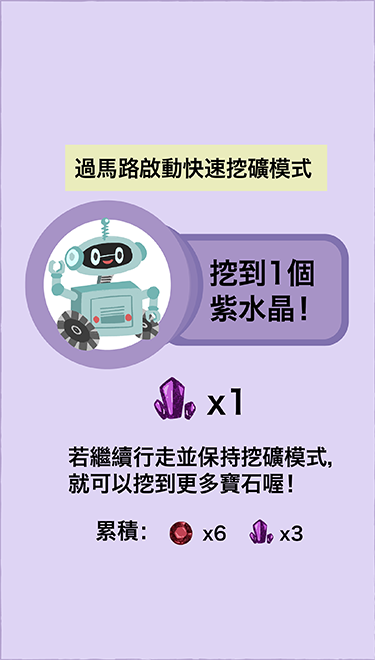 過馬路啟動快速挖礦模式
挖到1個
紫水晶！
x1
若繼續行走並保持挖礦模式，
就可以挖到更多寶石喔！
累積： x6 x3